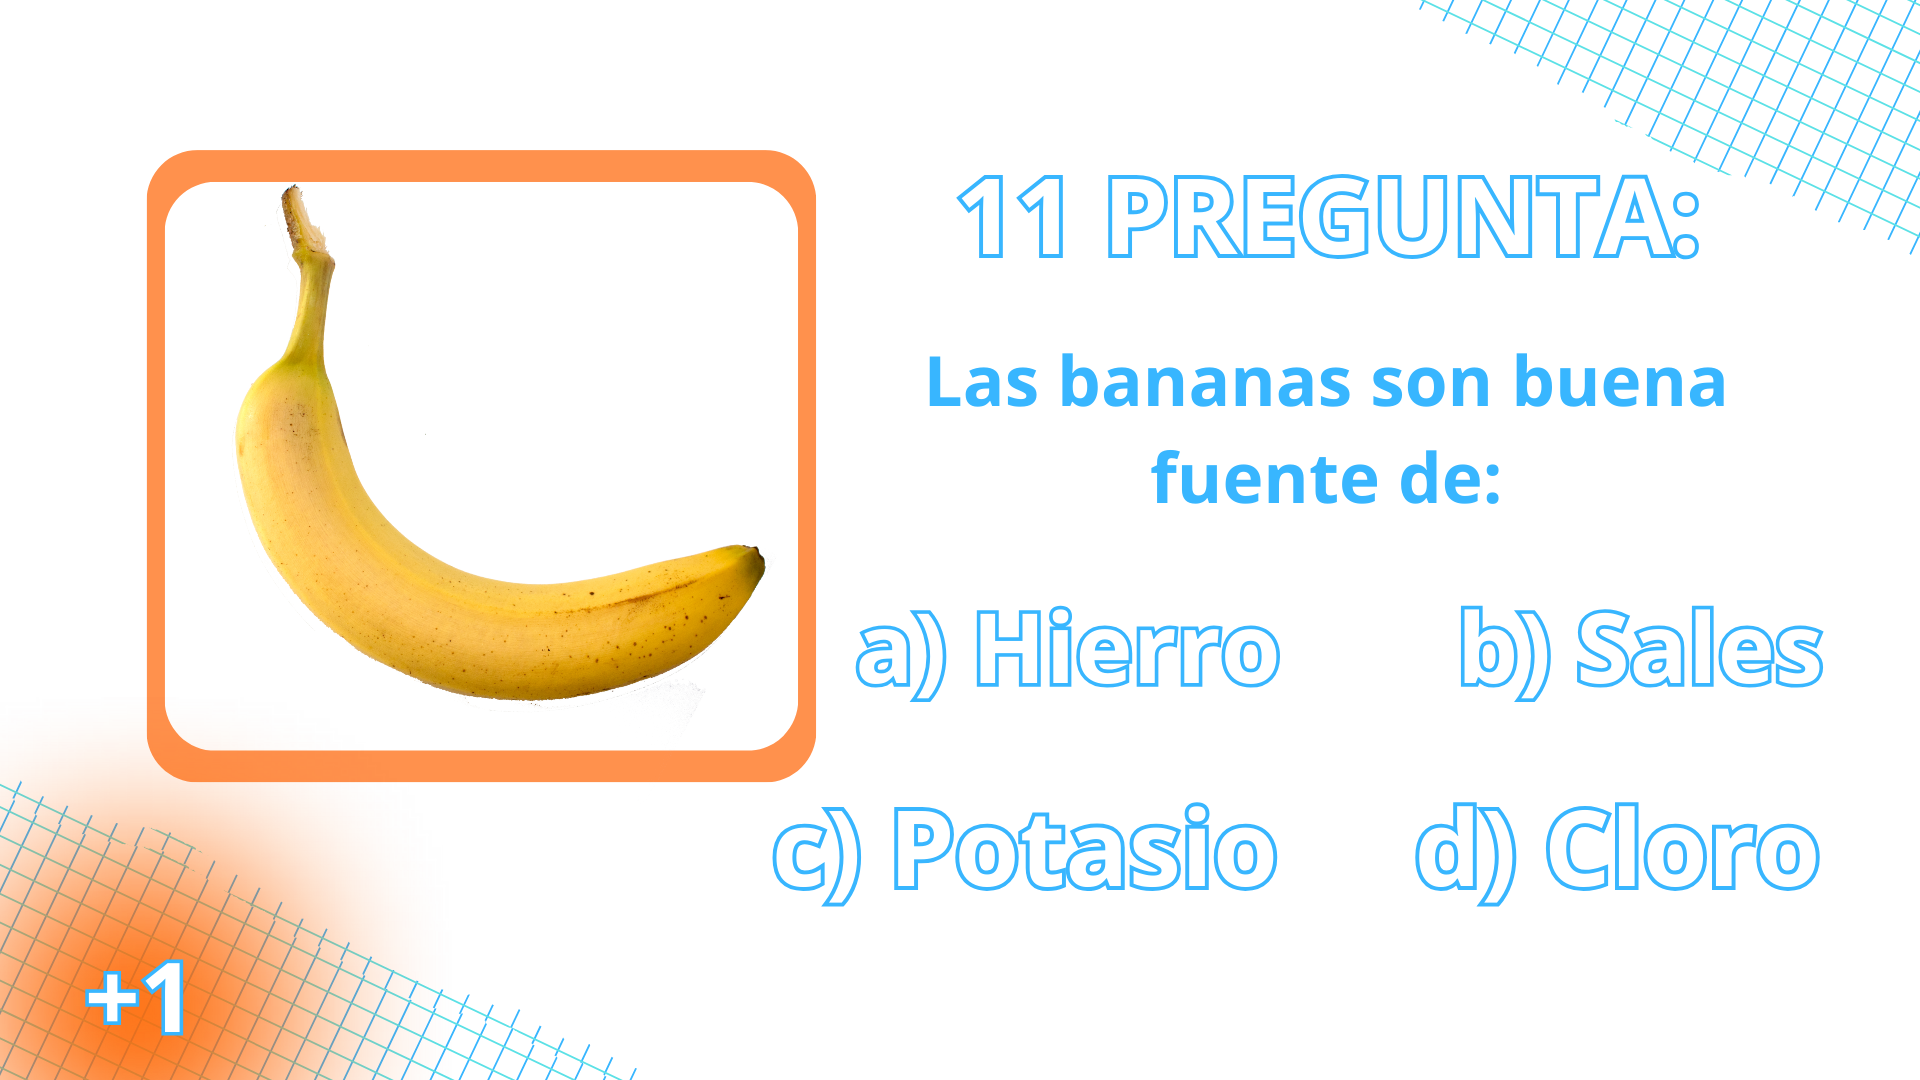 11 PREGUNTA:
Las bananas son buena
fuente de:
a) Hierro
b) Sales
c) Potasio
d) Cloro
+1